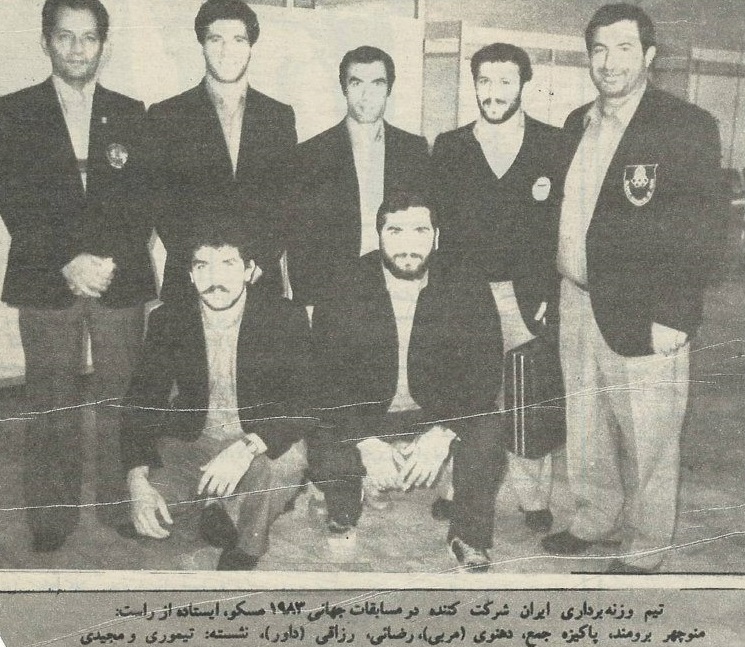 تیم وزنه‌برداری ایران شرکت کننده در مسابقات جهانی ۱۹۸۳ مسکو، ایستاده از راست:
منوچهر برومند، پاکیزه جمع، دهنوی (مربی)، رضائی، رزاقی (داور)، نشسته: تیموری و مجیدی